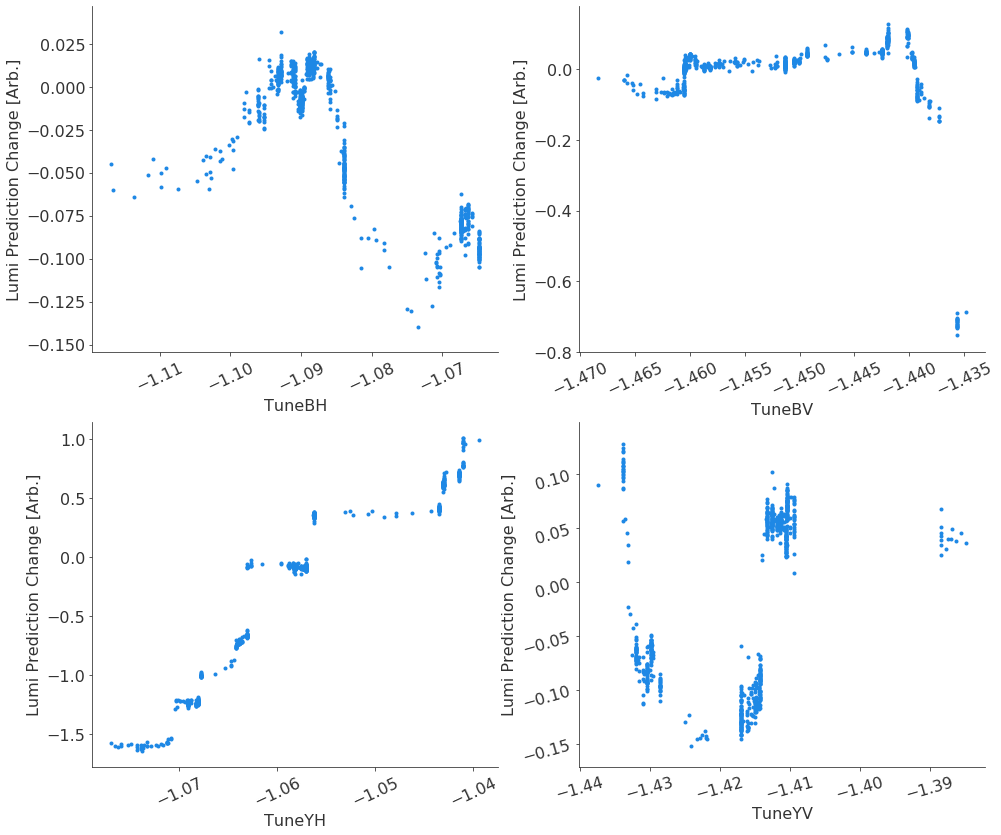 Lumi Prediction Change [Arb.]
0.025
0.000
−0.025
−0.050
−0.075
−0.100
−0.125
−0.150
−1.11 −1.10 −1.09 −1.08 −1.07
TuneBH
Lumi Prediction Change [Arb.]
0.0
−0.2
−0.4
−0.6
−0.8
−1.470 −1.465 −1.460 −1.455 −1.450 −1.445 −1.440 −1.435
TuneBV
Lumi Prediction Change [Arb.]
1.0
0.5
0.0
−0.5
−1.0
−1.5
−1.07 −1.06 −1.05 −1.04
TuneYH
Lumi Prediction Change [Arb.]
0.10
0.05
0.00
−0.05
−0.10
−0.15
−1.44 −1.43 −1.42 −1.41 −1.40 −1.39
TuneYV